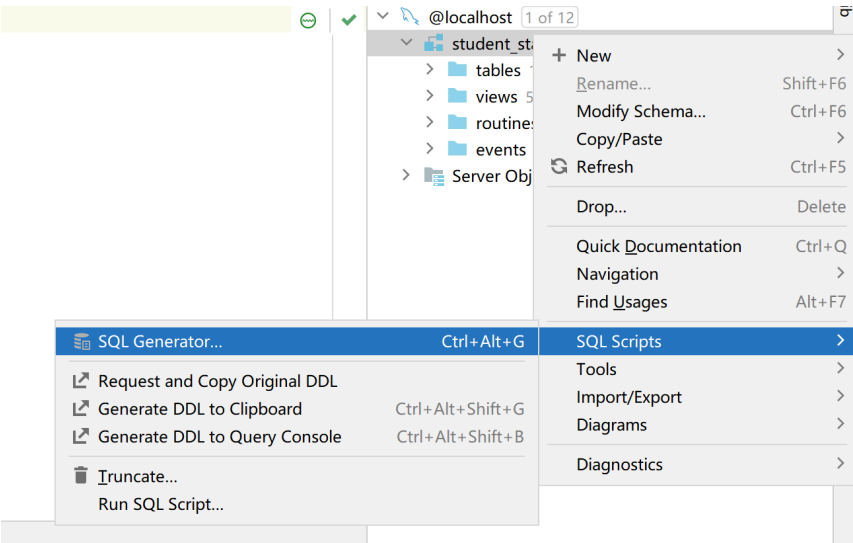 @localhost 1 of 12
student_sta
tables
views 5
routines
events
Server Obj
New
Rename... Shift+F6
Modify Schema... Ctrl+F6
Copy/Paste
Refresh Ctrl+F5
Drop... Delete
Quick Documentation Ctrl+Q
Navigation
Find Usages Alt+F7
SQL Scripts
Tools
Import/Export
Diagrams
Diagnostics
SQL Generator... Ctrl+Alt+G
Request and Copy Original DDL
Generate DDL to Clipboard Ctrl+Alt+Shift+G
Generate DDL to Query Console Ctrl+Alt+Shift+B
Truncate...
Run SQL Script...